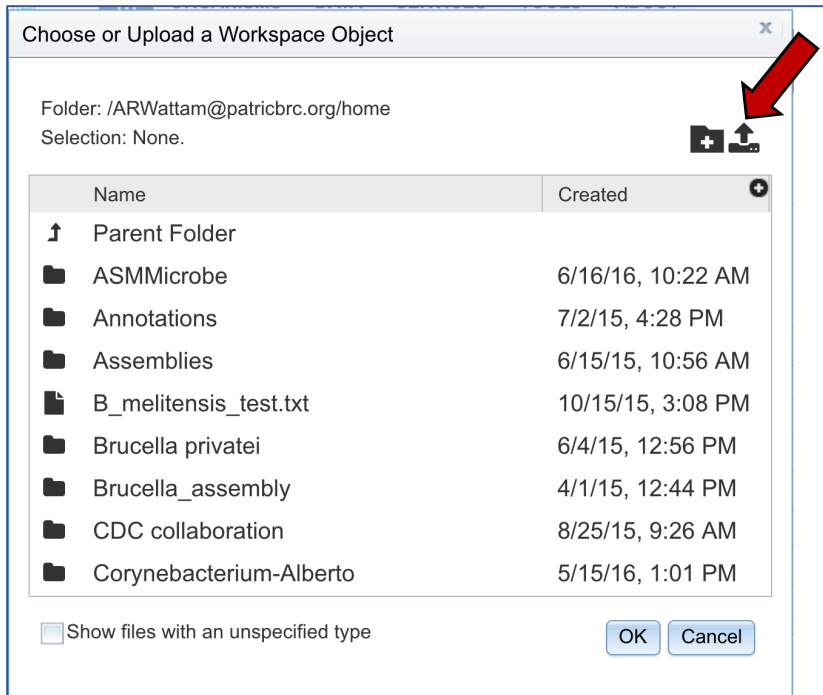 Choose or Upload a Workspace Object x
Folder: /ARWattam@patricbrc.org/home
Selection: None.
Name Created
Parent Folder
ASMMicrobe 6/16/16, 10:22 AM
Annotations 7/2/15, 4:28 PM
Assemblies 6/15/15, 10:56 AM
B_melitensis_test.txt 10/15/15, 3:08 PM
Brucella privatei 6/4/15, 12:56 PM
Brucella_assembly 4/1/15, 12:44 PM
CDC collaboration 8/25/15, 9:26 AM
Corynebacterium-Alberto 5/15/16, 1:01 PM
Show files with an unspecified type OK Cancel